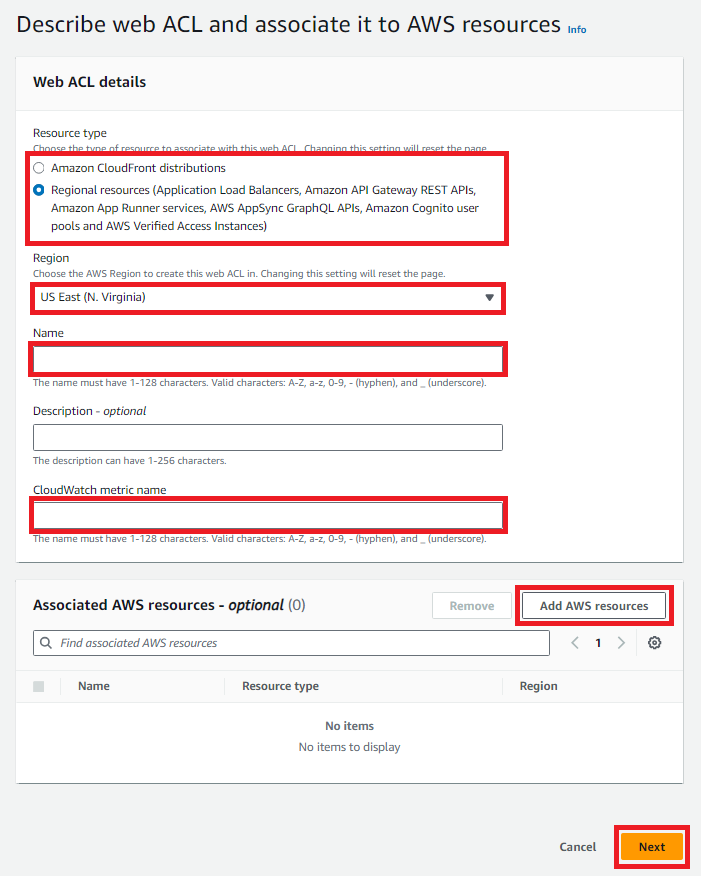 Describe web ACL and associate it to AWS resources Info
Web ACL details
Resource type
Choose the type of resource to associate with this web ACL. Changing this setting will reset the page.
Amazon CloudFront distributions
Regional resources (Application Load Balancers, Amazon API Gateway REST APIs,
Amazon App Runner services, AWS AppSync GraphQL APIs, Amazon Cognito user
pools and AWS Verified Access Instances)
Region
Choose the AWS Region to create this web ACL in. Changing this setting will reset the page.
US East (N. Virginia)
Name
The name must have 1-128 characters. Valid characters: A-Z, a-z, 0-9, - (hyphen), and _ (underscore).
Description - optional
The description can have 1-256 characters.
CloudWatch metric name
The name must have 1-128 characters. Valid characters: A-Z, a-z, 0-9, - (hyphen), and _ (underscore).
Associated AWS resources - optional (0)
Remove
Add AWS resources
Find associated AWS resources
1
Name Resource type Region
No items
No items to display
Cancel
Next